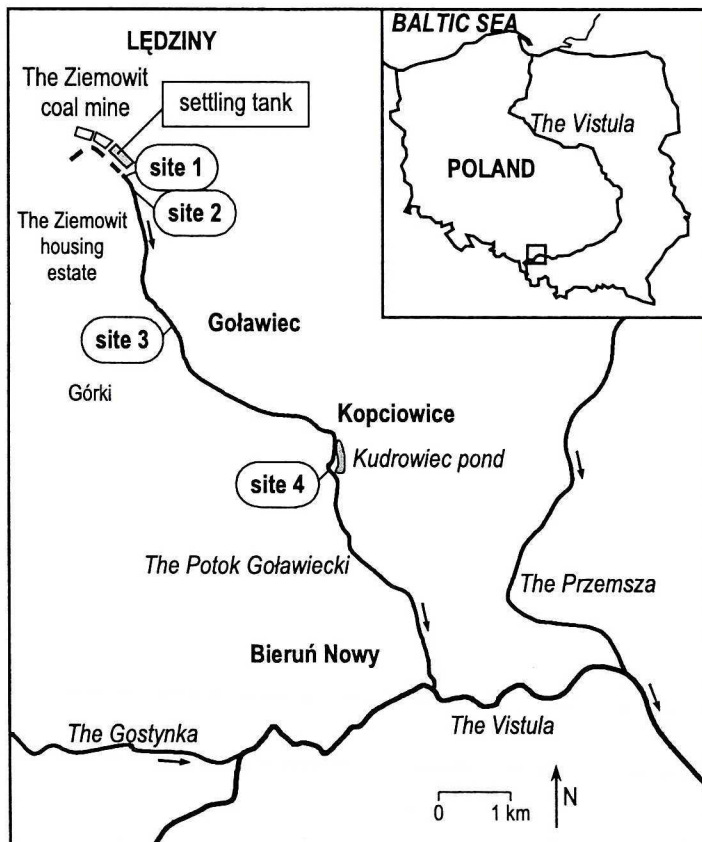 LĘDZINY
The Ziemowit
coal mine
settling tank
site 1
site 2
The Ziemowit
housing
estate
site 3
Goławiec
Górki
Kopciowice
Kudrowiec pond
site 4
The Potok Goławiecki
The Przemsza
Bieruń Nowy
The Gostynka
The Vistula
0 1 km
N
BALTIC SEA
The Vistula
POLAND